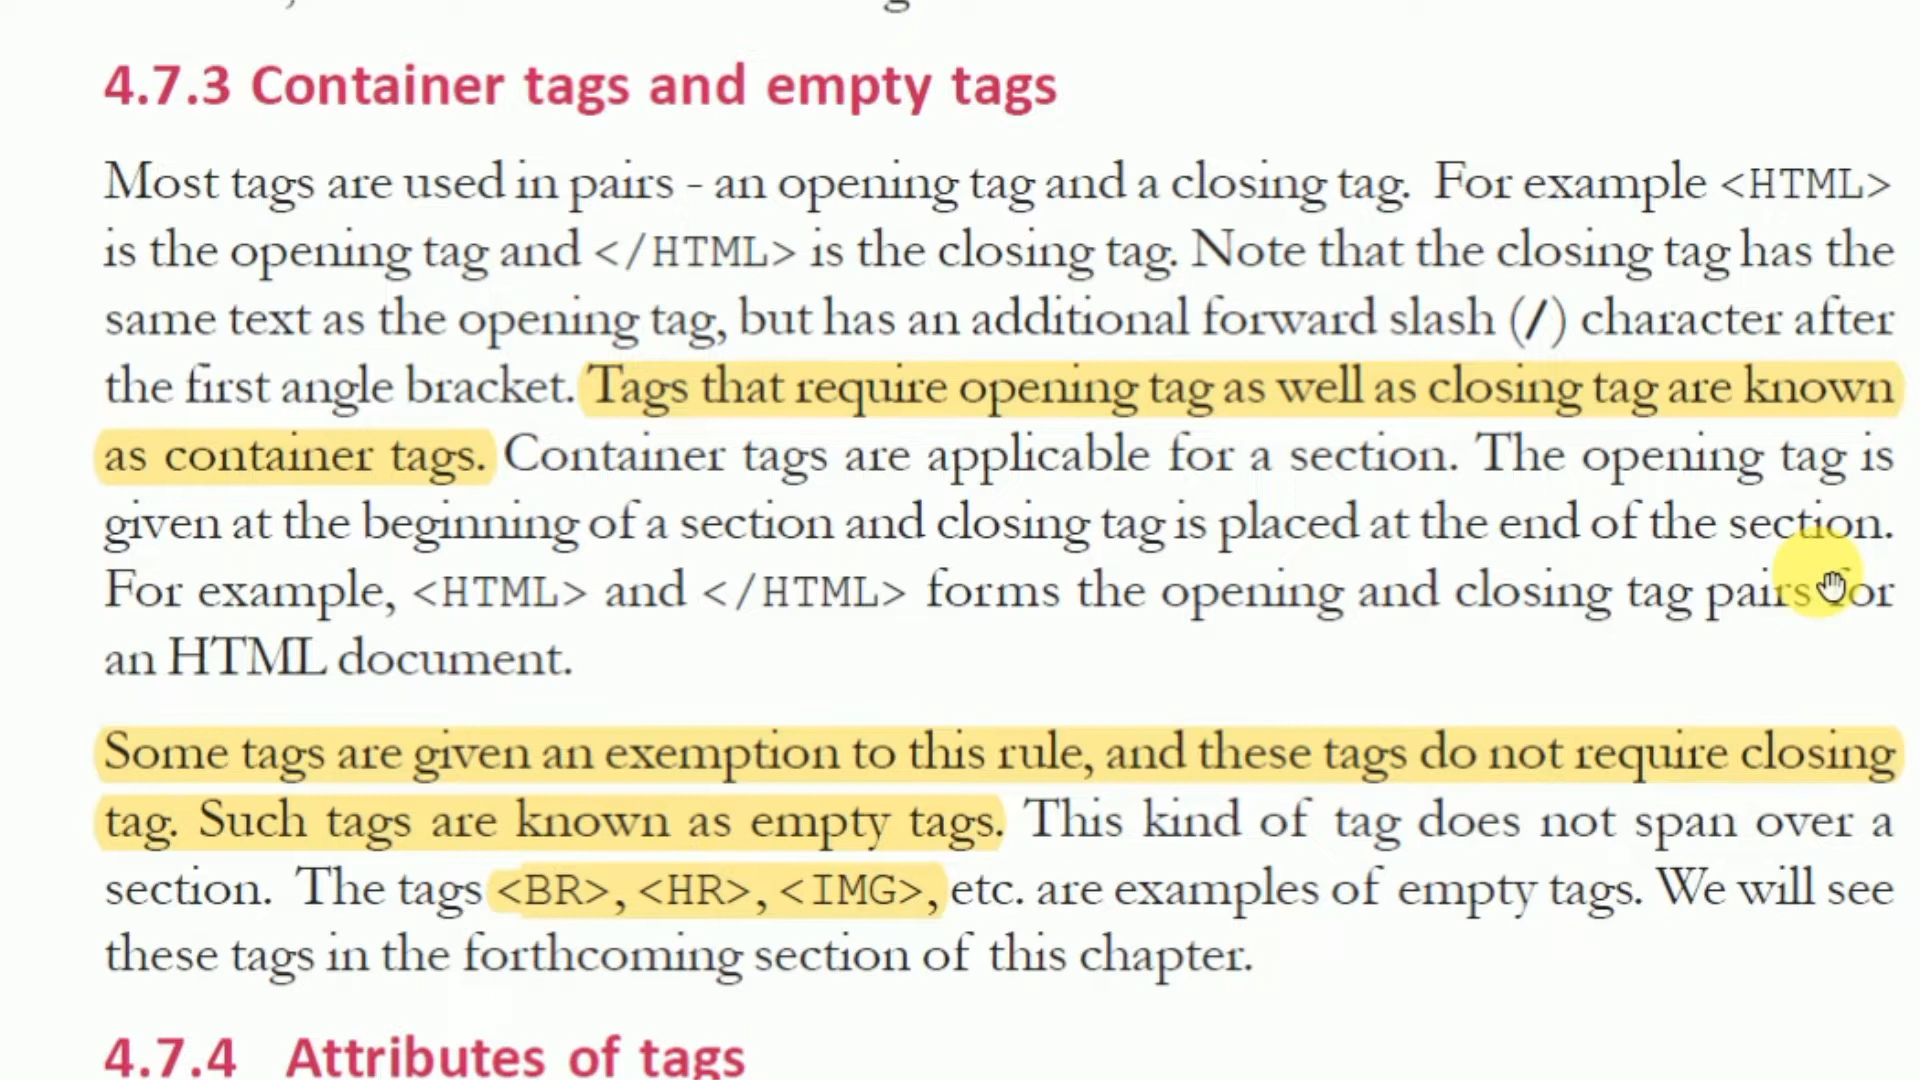 4.7.3 Container tags and empty tags
Most tags are used in pairs - an opening tag and a closing tag. For example <HTML>
is the opening tag and </HTML> is the closing tag. Note that the closing tag has the
same text as the opening tag, but has an additional forward slash (/) character after
the first angle bracket. Tags that require opening tag as well as closing tag are known
as container tags. Container tags are applicable for a section. The opening tag is
given at the beginning of a section and closing tag is placed at the end of the section.
For example, <HTML> and </HTML> forms the opening and closing tag pairs for
an HTML document.
Some tags are given an exemption to this rule, and these tags do not require closing
tag. Such tags are known as empty tags. This kind of tag does not span over a
section. The tags <BR>, <HR>, <IMG>, etc. are examples of empty tags. We will see
these tags in the forthcoming section of this chapter.
4.7.4 Attributes of tags